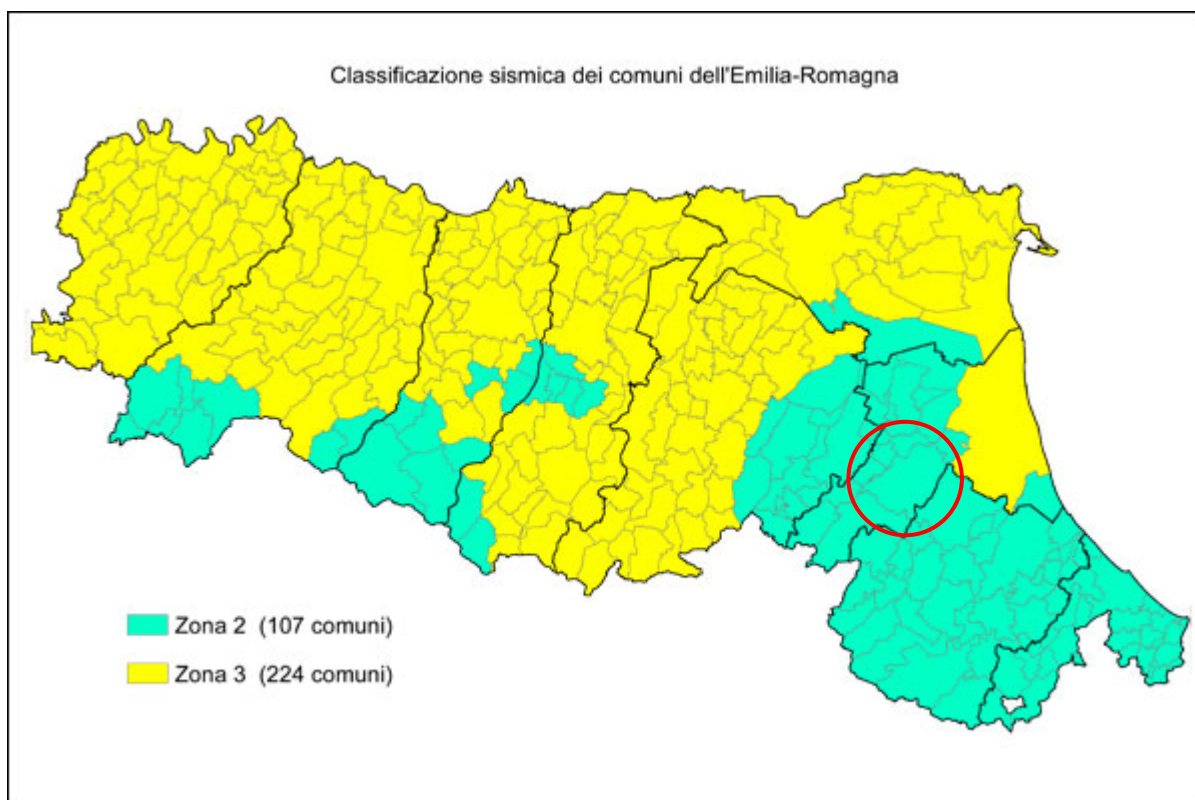 Classificazione sismica dei comuni dell'Emilia-Romagna
Zona 2 (107 comuni)
Zona 3 (224 comuni)